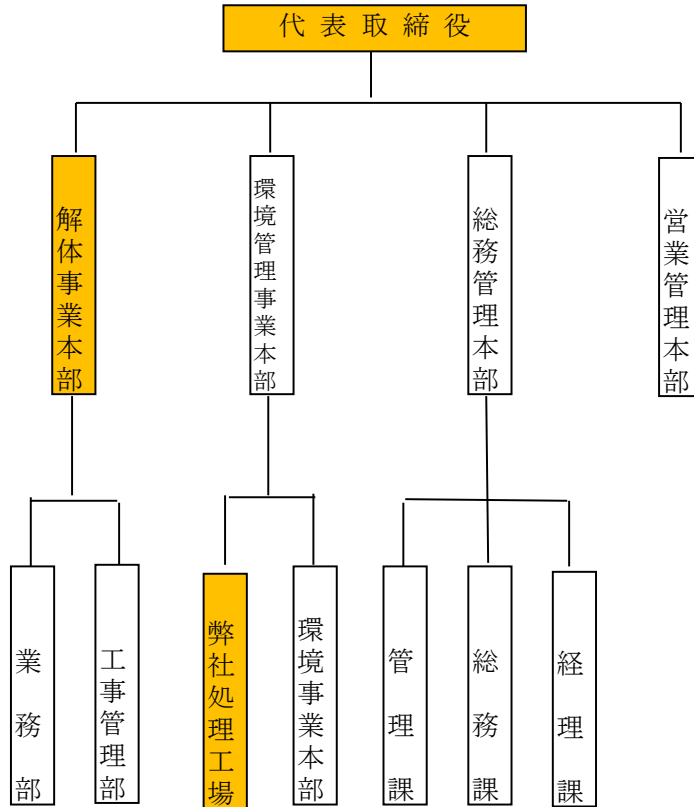 代表取締役
解体事業本部
環境管理事業本部
総務管理本部
営業管理本部
業務部
工事管理部
弊社処理工場
環境事業本部
管理課
総務課
経理課